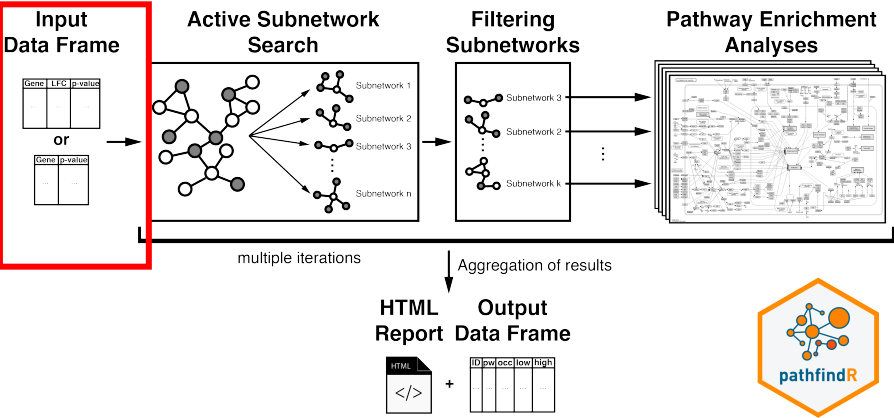 Input
Data Frame
Gene LFC p-value
... ... ...
or
Gene p-value
... ...
Active Subnetwork
Search
Subnetwork 1
Subnetwork 2
Subnetwork 3
Subnetwork n
Filtering
Subnetworks
Subnetwork 3
Subnetwork 2
Subnetwork k
Pathway Enrichment
Analyses
multiple iterations
Aggregation of results
HTML
Report
HTML
</>
+
Output
Data Frame
ID pw occ low high
... ... ... ... ...
pathfindR